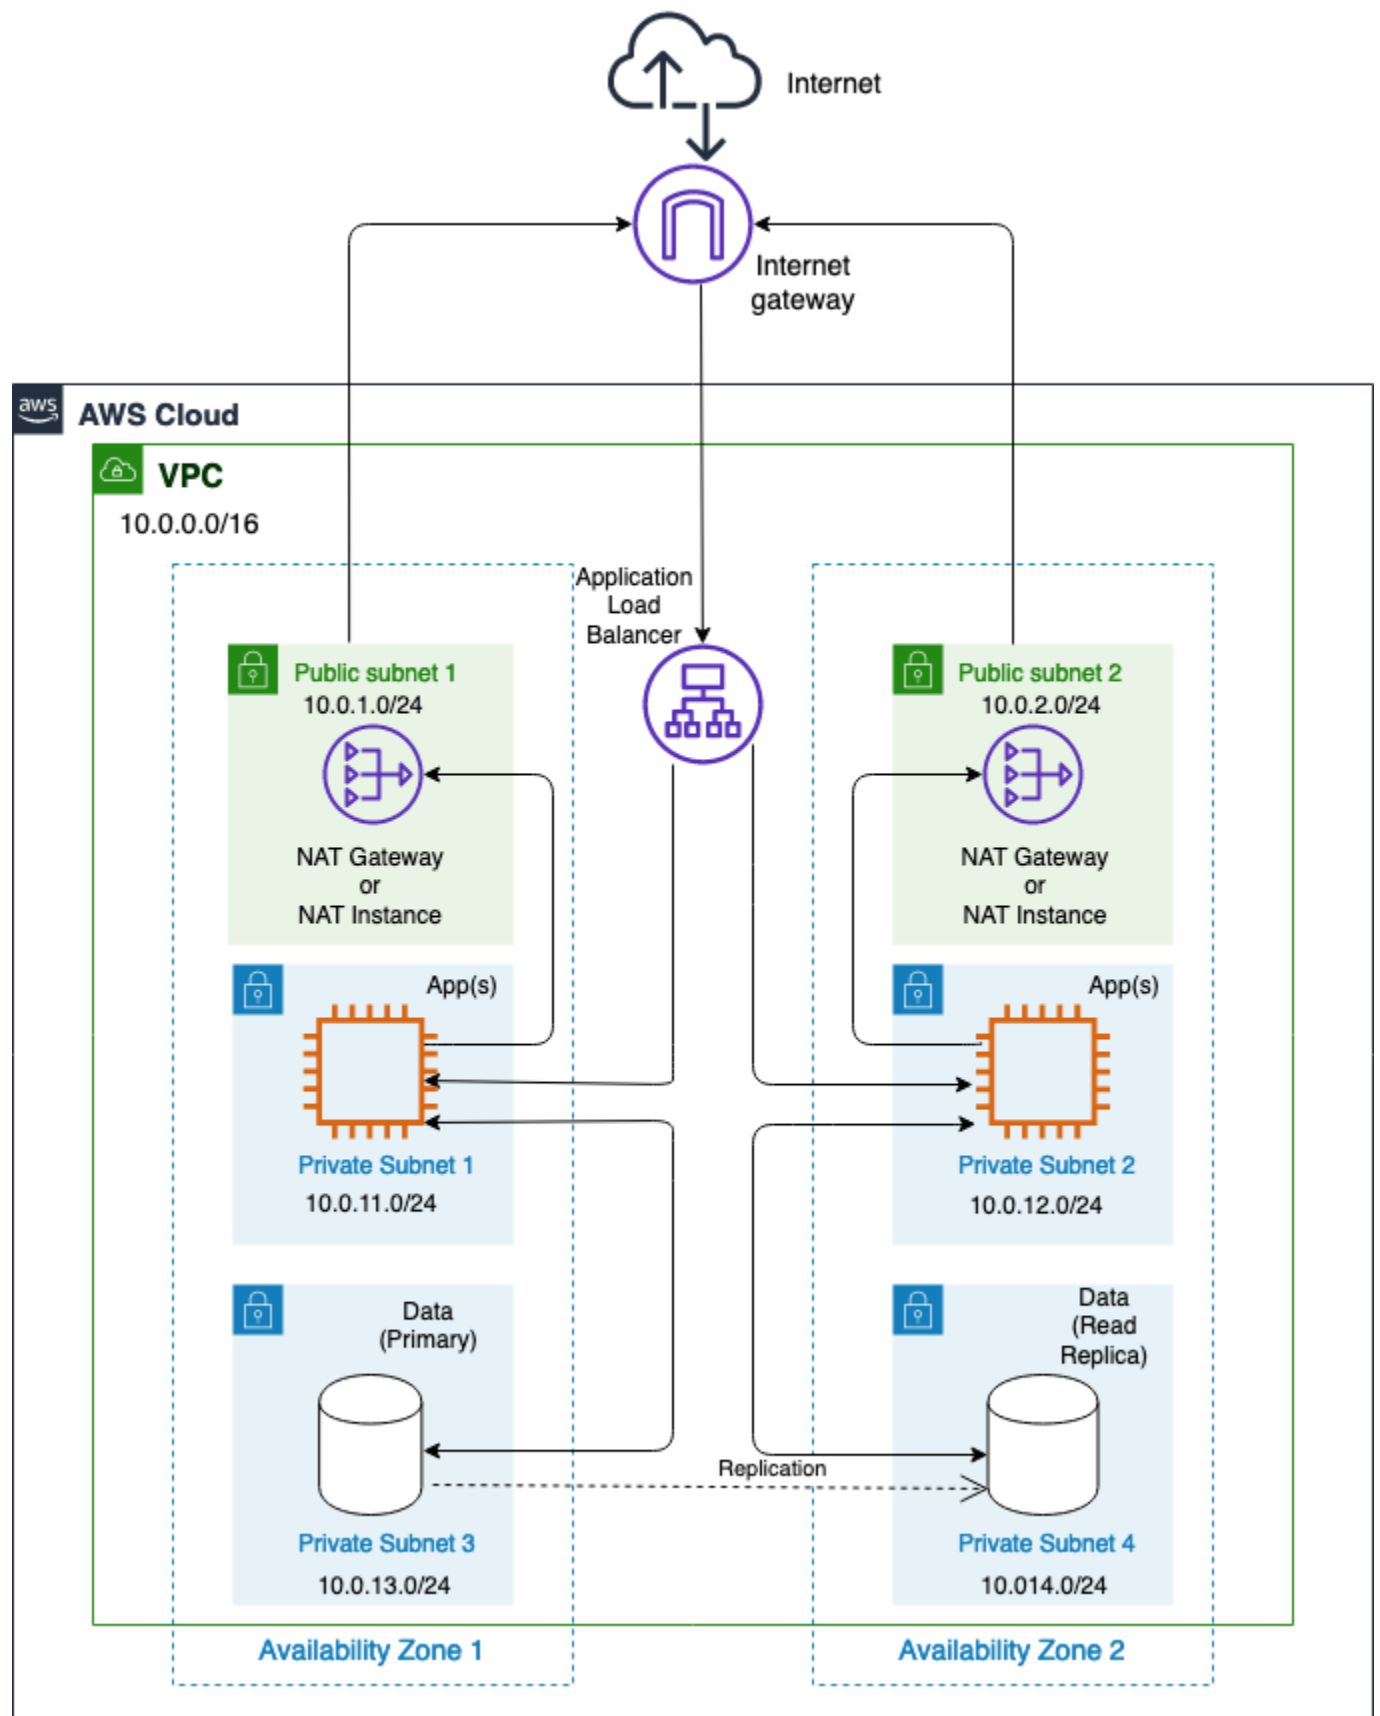 Internet
Internet
gateway
aws
AWS Cloud
VPC
10.0.0.0/16
Application
Load
Balancer
Public subnet 1
10.0.1.0/24
NAT Gateway
or
NAT Instance
Public subnet 2
10.0.2.0/24
NAT Gateway
or
NAT Instance
App(s)
Private Subnet 1
10.0.11.0/24
App(s)
Private Subnet 2
10.0.12.0/24
Data
(Primary)
Private Subnet 3
10.0.13.0/24
Replication
Data
(Read
Replica)
Private Subnet 4
10.014.0/24
Availability Zone 1
Availability Zone 2